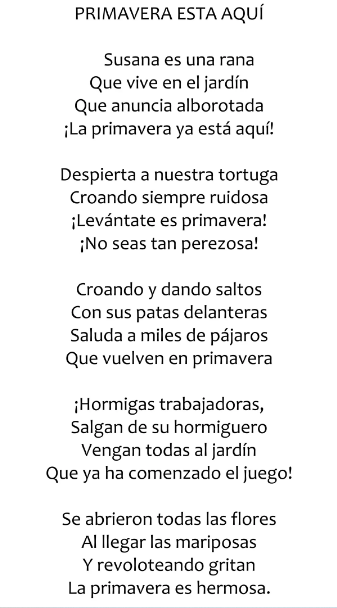 PRIMAVERA ESTA AQUÍ
Susana es una rana
Que vive en el jardín
Que anuncia alborotada
¡La primavera ya está aquí!
Despierta a nuestra tortuga
Croando siempre ruidosa
¡Levántate es primavera!
¡No seas tan perezosa!
Croando y dando saltos
Con sus patas delanteras
Saluda a miles de pájaros
Que vuelven en primavera
¡Hormigas trabajadoras,
Salgan de su hormiguero
Vengan todas al jardín
Que ya ha comenzado el juego!
Se abrieron todas las flores
Al llegar las mariposas
Y revoloteando gritan
La primavera es hermosa.